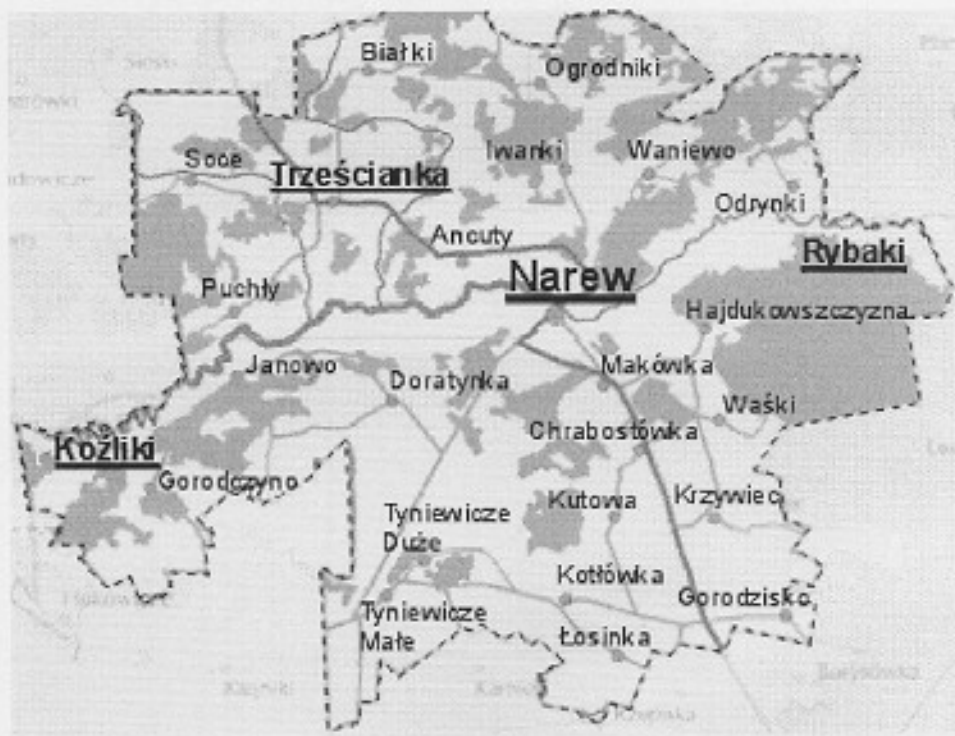 Białki
Ogrodniki
Soce
Trześcianka
Iwanki
Waniewo
Odrynki
Ancuty
Narew
Rybaki
Puchły
Hajdukowszczyzna
Janowo
Doratynka
Makówka
Waśki
Koźliki
Chrabostówka
Gorodczyno
Kutowa
Krzywiec
Tyniewicze
Duże
Kotłówka
Gorodzisko
Tyniewicze
Małe
Łosinka